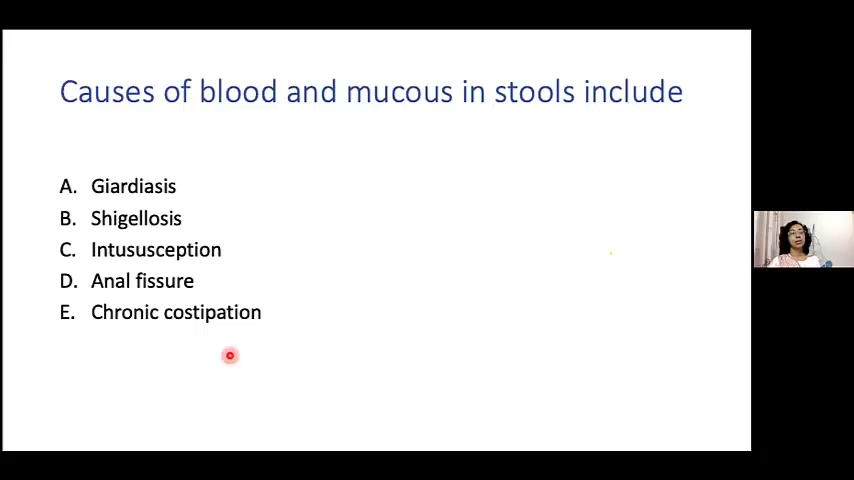 Causes of blood and mucous in stools include
A. Giardiasis
B. Shigellosis
C. Intususception
D. Anal fissure
E. Chronic costipation